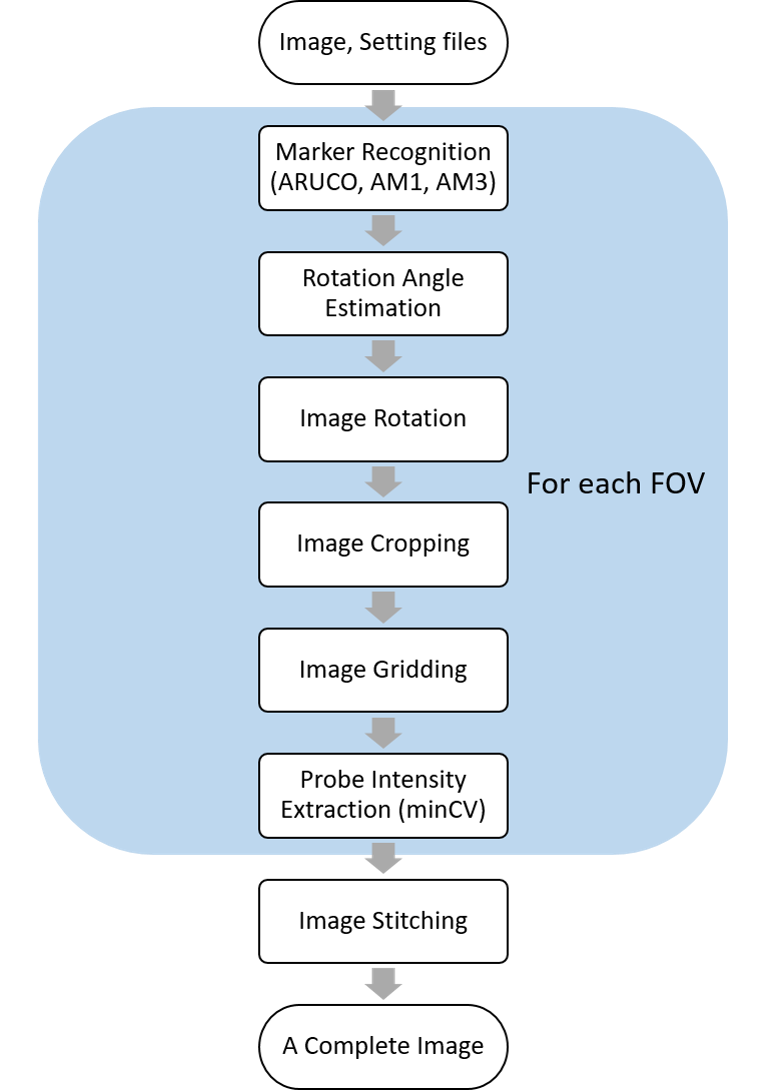 Image, Setting files
Marker Recognition
(ARUCO, AM1, AM3)
Rotation Angle
Estimation
Image Rotation
For each FOV
Image Cropping
Image Gridding
Probe Intensity
Extraction (minCV)
Image Stitching
A Complete Image